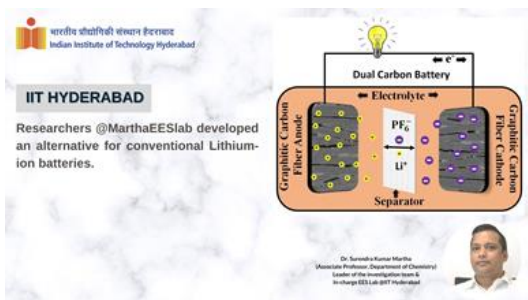 भारतीय प्रौद्योगिकी संस्थान हैदराबाद
Indian Institute of Technology Hyderabad
IIT HYDERABAD
Researchers @MarthaEESlab developed
an alternative for conventional Lithium-
ion batteries.
e⁻
Dual Carbon Battery
Electrolyte
Graphitic Carbon
Fiber Anode
PF₆⁻
Li⁺
Separator
Graphitic Carbon
Fiber Cathode
Dr. Surendra Kumar Martha
(Associate Professor, Department of Chemistry)
Leader of the investigation team &
In-charge EES Lab @IIT Hyderabad